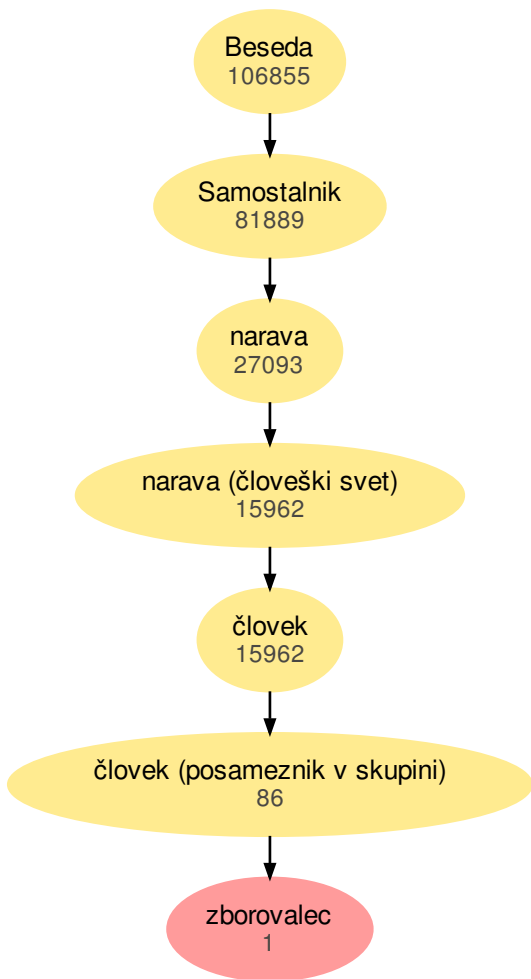 Beseda
106855
Samostalnik
81889
narava
27093
narava (človeški svet)
15962
človek
15962
človek (posameznik v skupini)
86
zborovalec
1